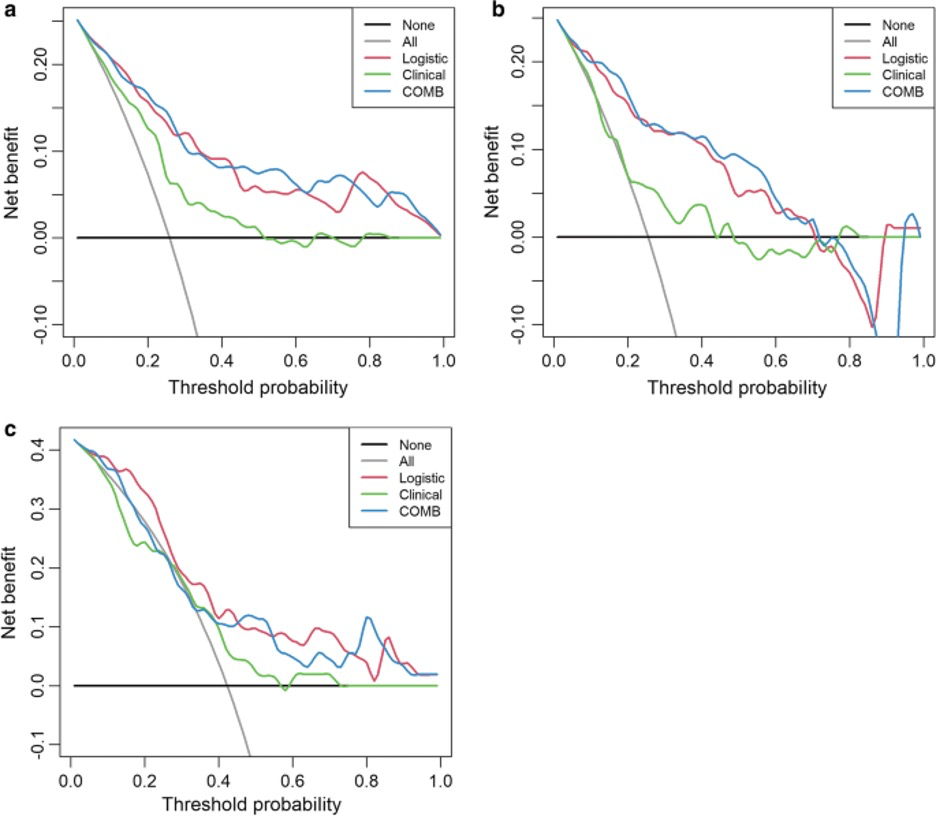 a
None
All
Logistic
Clinical
COMB
Net benefit
0.20
0.10
0.00
-0.10
0.0 0.2 0.4 0.6 0.8 1.0
Threshold probability
b
None
All
Logistic
Clinical
COMB
Net benefit
0.20
0.10
0.00
-0.10
0.0 0.2 0.4 0.6 0.8 1.0
Threshold probability
c
None
All
Logistic
Clinical
COMB
Net benefit
0.4
0.3
0.2
0.1
0.0
-0.1
0.0 0.2 0.4 0.6 0.8 1.0
Threshold probability